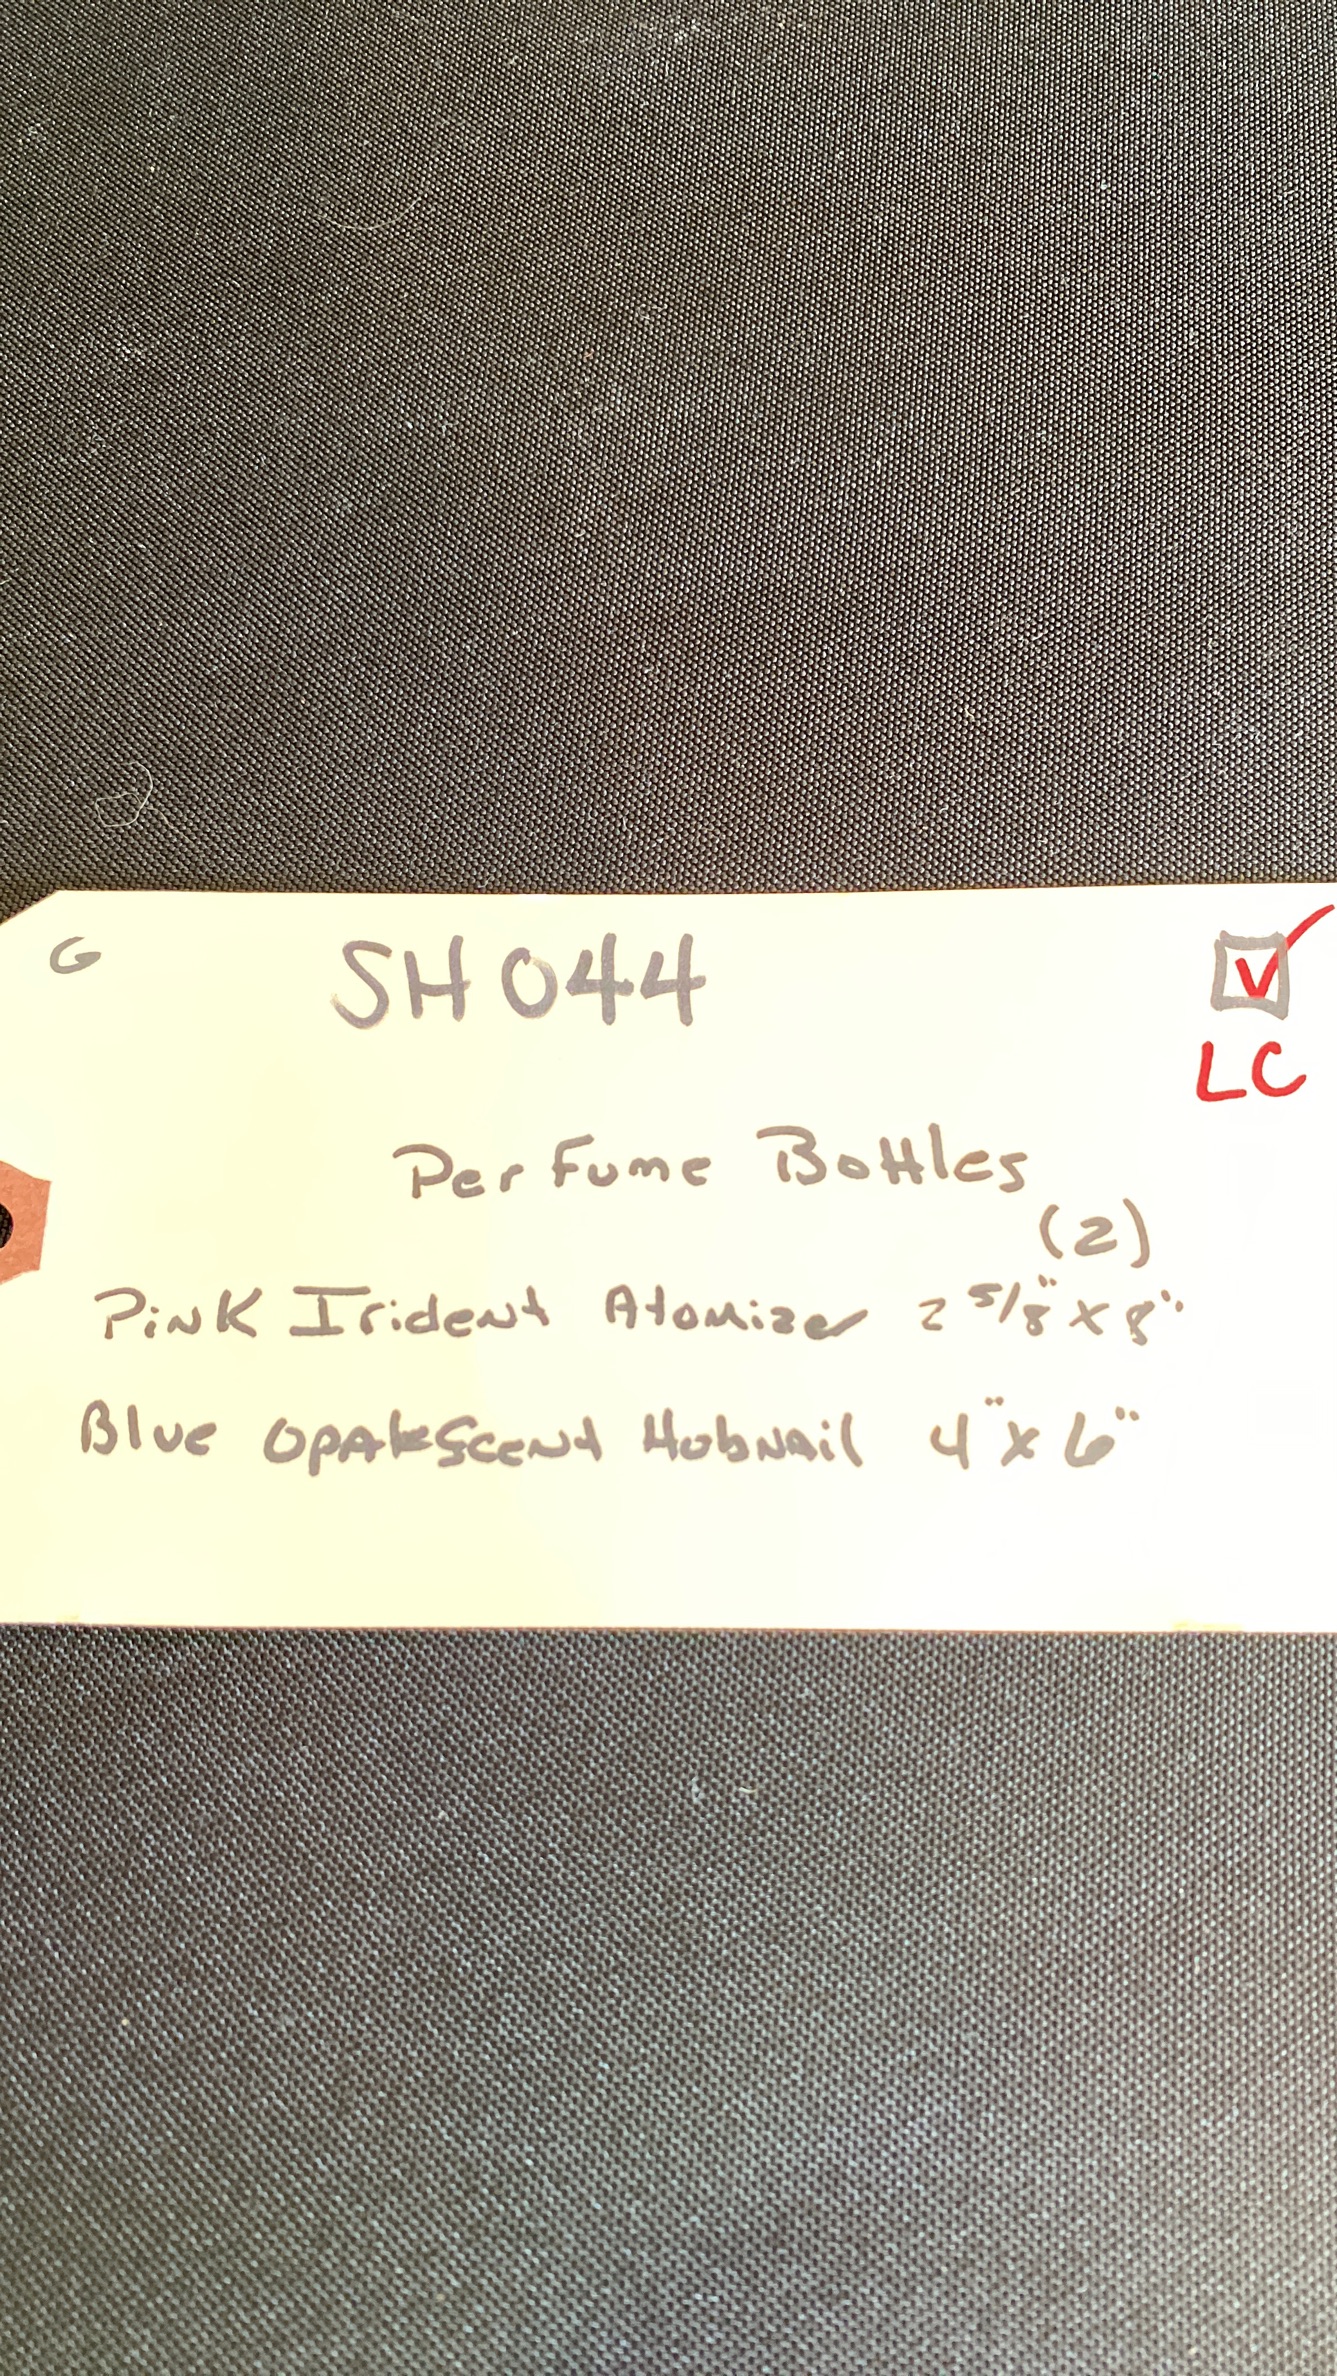 G SH044
LC
Perfume Bottles
(2)
Pink Irident Atomizer 2 5/8" x 8"
Blue Opalescent Hobnail 4" x 6"